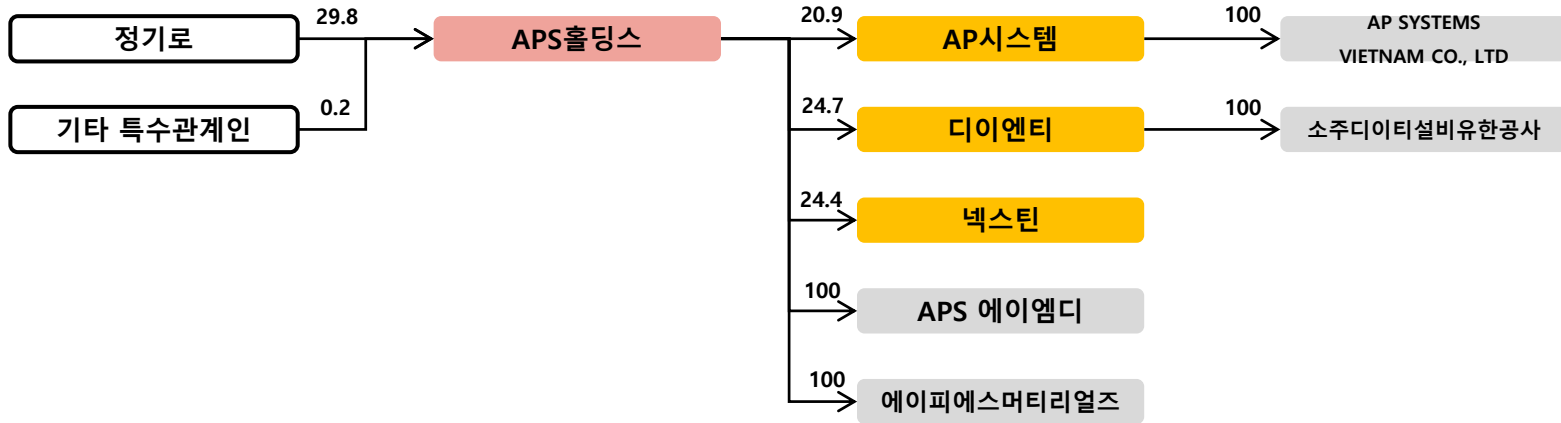 정기로
29.8
APS홀딩스
20.9
AP시스템
100
AP SYSTEMS
VIETNAM CO., LTD
기타 특수관계인
0.2
24.7
디이엔티
100
소주디이티설비유한공사
24.4
넥스틴
100
APS 에이엠디
100
에이피에스머티리얼즈